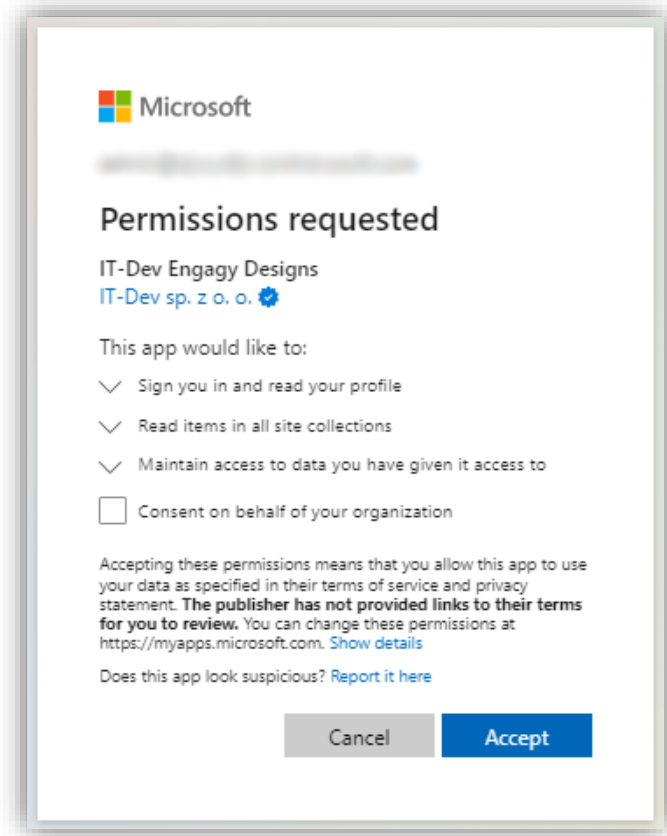 Microsoft
Permissions requested
IT-Dev Engagy Designs
IT-Dev sp. z o. o.
This app would like to:
Sign you in and read your profile
Read items in all site collections
Maintain access to data you have given it access to
Consent on behalf of your organization
Accepting these permissions means that you allow this app to use
your data as specified in their terms of service and privacy
statement. The publisher has not provided links to their terms
for you to review. You can change these permissions at
https://myapps.microsoft.com. Show details
Does this app look suspicious? Report it here
Cancel Accept